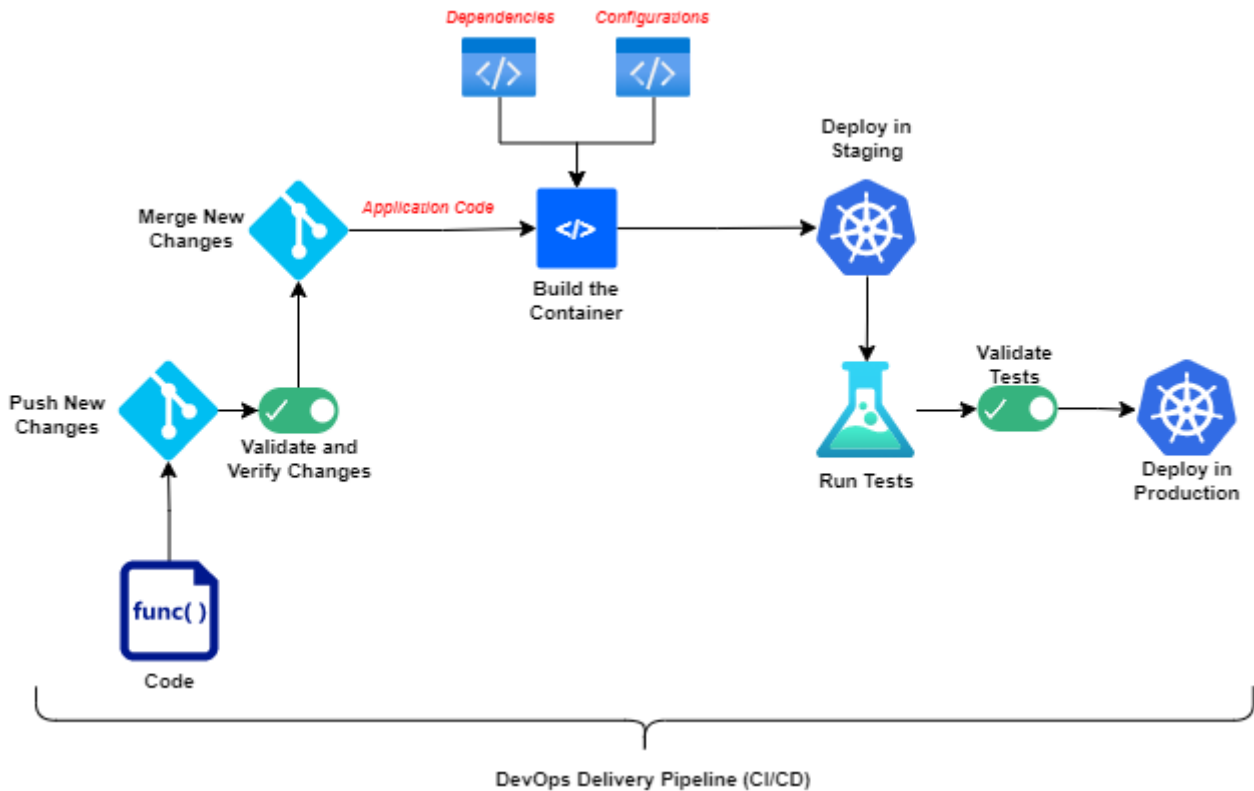 Dependencies
Configurations
</>
</>
Deploy in
Staging
Merge New
Changes
Application Code
</>
Build the
Container
Push New
Changes
Validate and
Verify Changes
Validate
Tests
Run Tests
Deploy in
Production
func( )
Code
DevOps Delivery Pipeline (CI/CD)